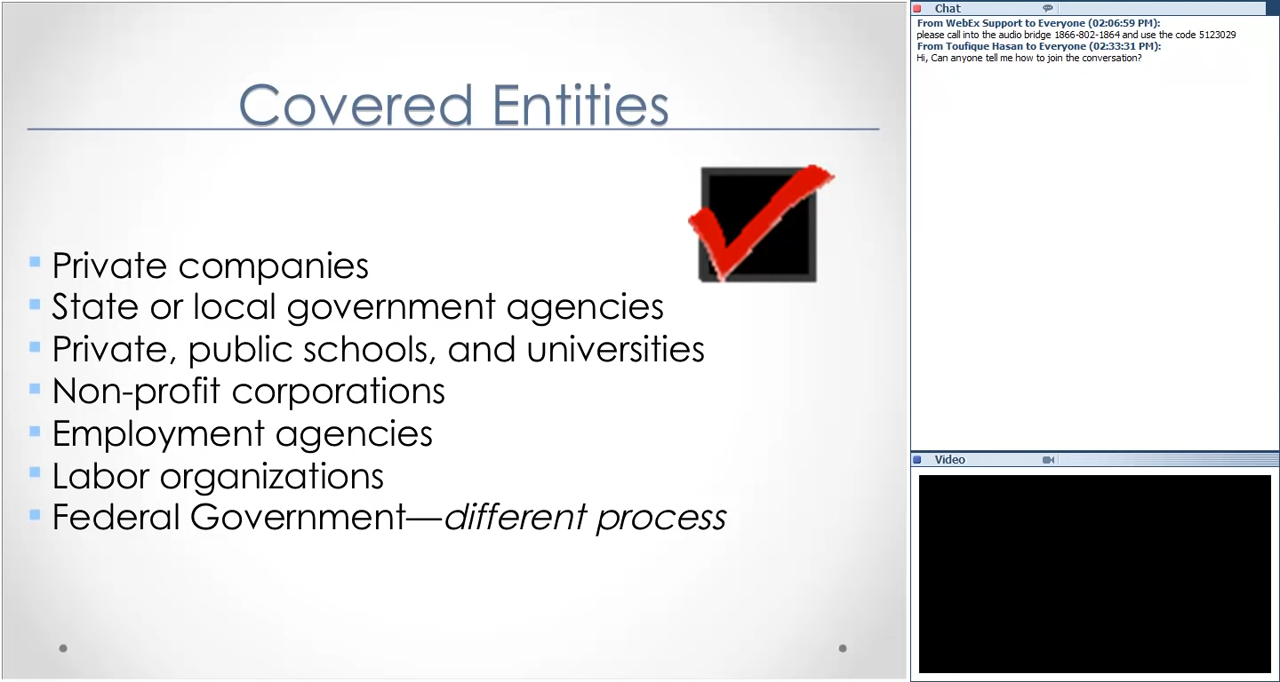 Covered Entities
Private companies
State or local government agencies
Private, public schools, and universities
Non-profit corporations
Employment agencies
Labor organizations
Federal Government—different process
Chat
From WebEx Support to Everyone (02:06:59 PM):
please call into the audio bridge 1866-802-1864 and use the code 5123029
From Toufique Hasan to Everyone (02:33:31 PM):
Hi, Can anyone tell me how to join the conversation?
Video